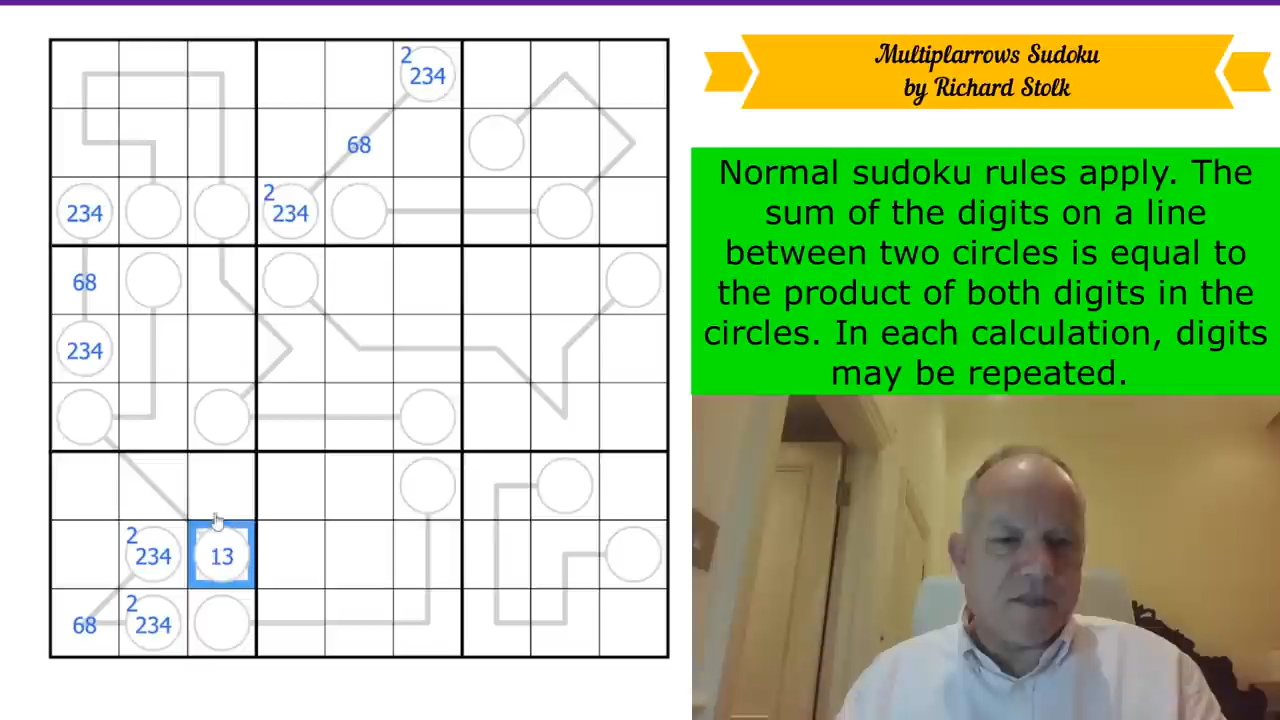 Multiplarrows Sudoku
by Richard Stolk
Normal sudoku rules apply. The
sum of the digits on a line
between two circles is equal to
the product of both digits in the
circles. In each calculation, digits
may be repeated.
2
234
68
234
2
234
68
234
2
234
13
68
2
234